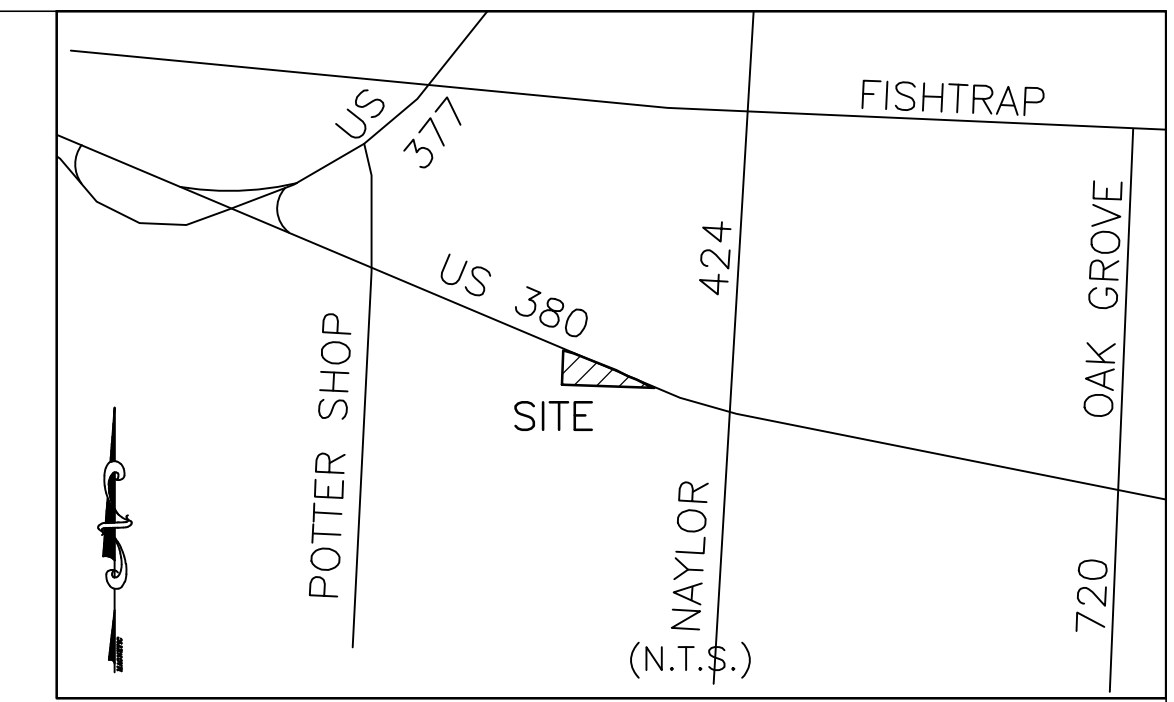 FISHTRAP
US
377
424
OAK GROVE
US 380
POTTER SHOP
SITE
NAYLOR
720
(N.T.S.)